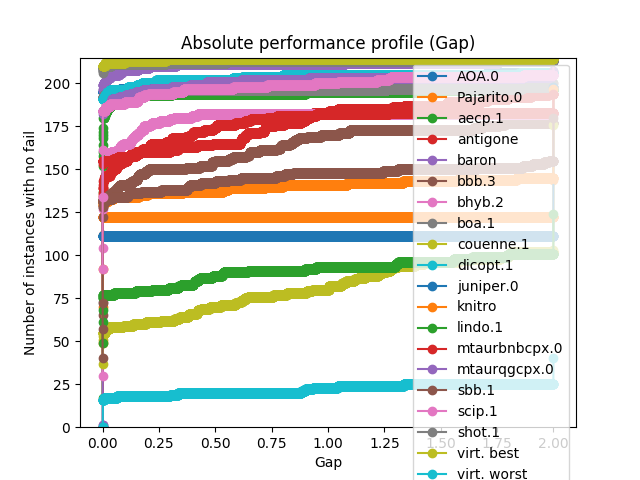 Absolute performance profile (Gap)
Number of instances with no fail
200
175
150
125
100
75
50
25
0
0.00 0.25 0.50 0.75 1.00 1.25 1.50 1.75 2.00
Gap
AOA.0
Pajarito.0
aecp.1
antigone
baron
bbb.3
bhyb.2
boa.1
couenne.1
dicopt.1
juniper.0
knitro
lindo.1
mtaurbnbcpx.0
mtaurqgcpx.0
sbb.1
scip.1
shot.1
virt. best
virt. worst